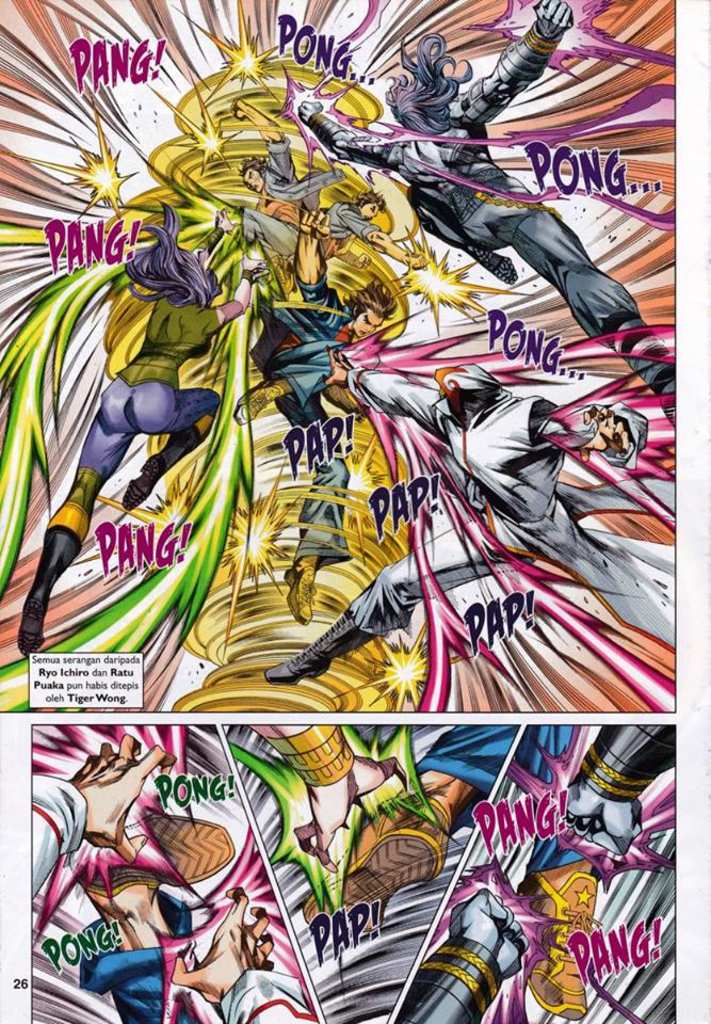 PANG!
PONG...
PONG...
PANG!
PONG...
PAP!
PAP!
PANG!
PAP!
Semua serangan daripada
Ryo Ichiro dan Ratu
Puaka pun habis ditepis
oleh Tiger Wong.
PONG!
PONG!
PAP!
PANG!
PANG!
26